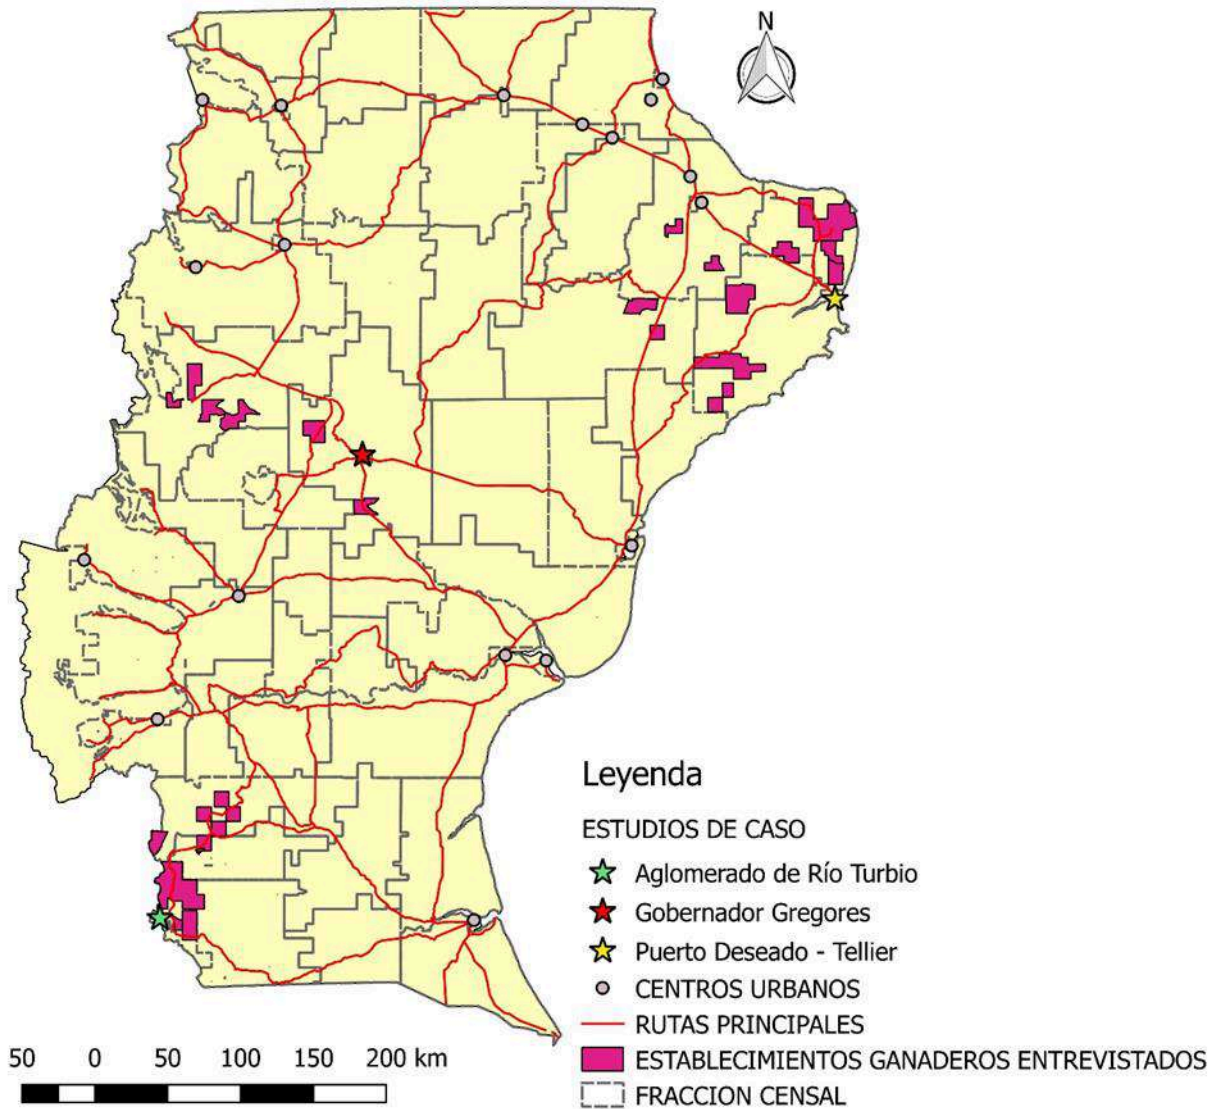 N
Leyenda
ESTUDIOS DE CASO
Aglomerado de Río Turbio
Gobernador Gregores
Puerto Deseado - Tellier
CENTROS URBANOS
RUTAS PRINCIPALES
ESTABLECIMIENTOS GANADEROS ENTREVISTADOS
FRACCION CENSAL
50 0 50 100 150 200 km